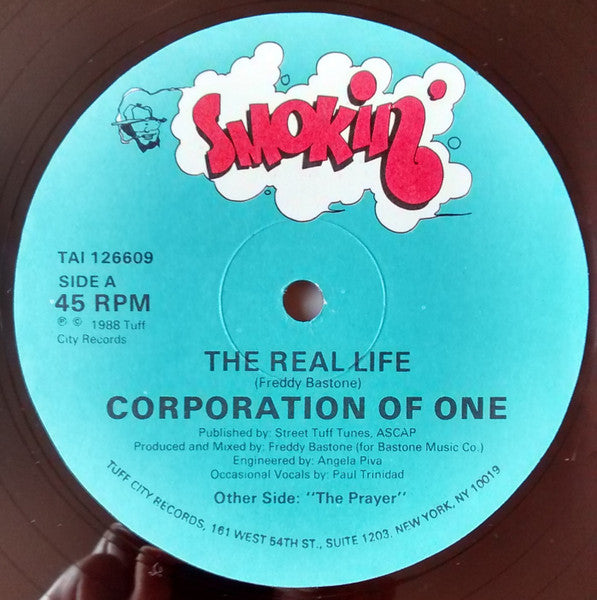 SMOKIN'
TAI 126609
SIDE A
45 RPM
℗ © 1988 Tuff
City Records
THE REAL LIFE
(Freddy Bastone)
CORPORATION OF ONE
Published by: Street Tuff Tunes, ASCAP
Produced and Mixed by: Freddy Bastone (for Bastone Music Co.)
Engineered by: Angela Piva
Occasional Vocals by: Paul Trinidad
Other Side: "The Prayer"
TUFF CITY RECORDS, 161 WEST 54TH ST., SUITE 1203, NEW YORK, NY 10019